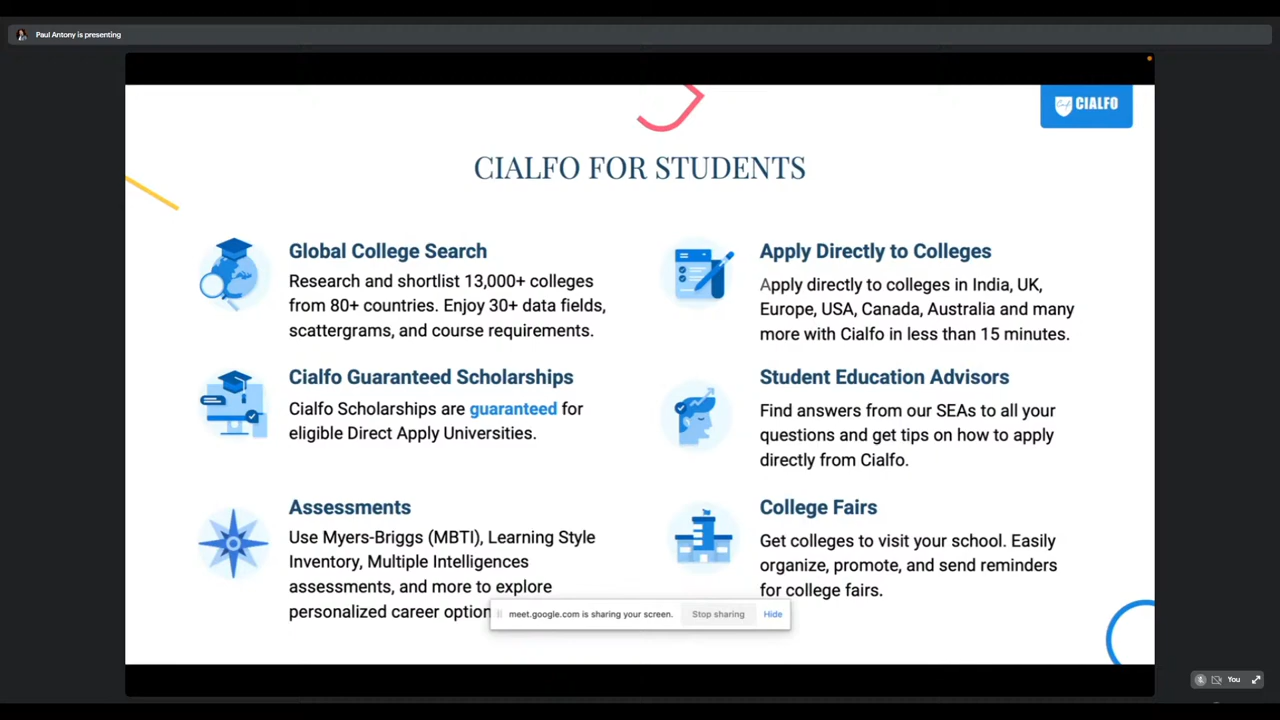 Paul Antony is presenting
CIALFO
CIALFO FOR STUDENTS
Global College Search
Research and shortlist 13,000+ colleges
from 80+ countries. Enjoy 30+ data fields,
scattergrams, and course requirements.
Apply Directly to Colleges
Apply directly to colleges in India, UK,
Europe, USA, Canada, Australia and many
more with Cialfo in less than 15 minutes.
Cialfo Guaranteed Scholarships
Cialfo Scholarships are guaranteed for
eligible Direct Apply Universities.
Student Education Advisors
Find answers from our SEAs to all your
questions and get tips on how to apply
directly from Cialfo.
Assessments
Use Myers-Briggs (MBTI), Learning Style
Inventory, Multiple Intelligences
assessments, and more to explore
personalized career option
College Fairs
Get colleges to visit your school. Easily
organize, promote, and send reminders
for college fairs.
meet.google.com is sharing your screen. Stop sharing Hide
You